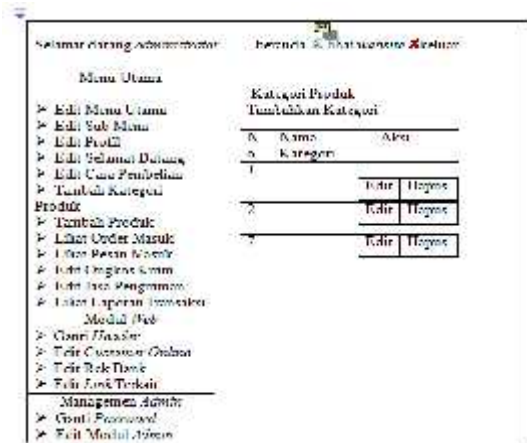 Selamat datang administrator
beranda lihat website keluar
Menu Utama
Edit Menu Utama
Edit Sub Menu
Edit Profil
Edit Selamat Datang
Edit Cara Pembelian
Tambah Kategori
Produk
Tambah Produk
Lihat Order Masuk
Lihat Pesan Masuk
Edit Ongkos Kirim
Edit Jasa Pengiriman
Lihat Laporan Transaksi
Modul Web
Ganti Header
Edit Customer Online
Edit Rek Bank
Edit Link Terkait
Managemen Admin
Ganti Password
Edit Modul Admin
Kategori Produk
Tambahkan Kategori
N Nama Aksi
o Kategori
1
Edit Hapus
2 Edit Hapus
Edit Hapus